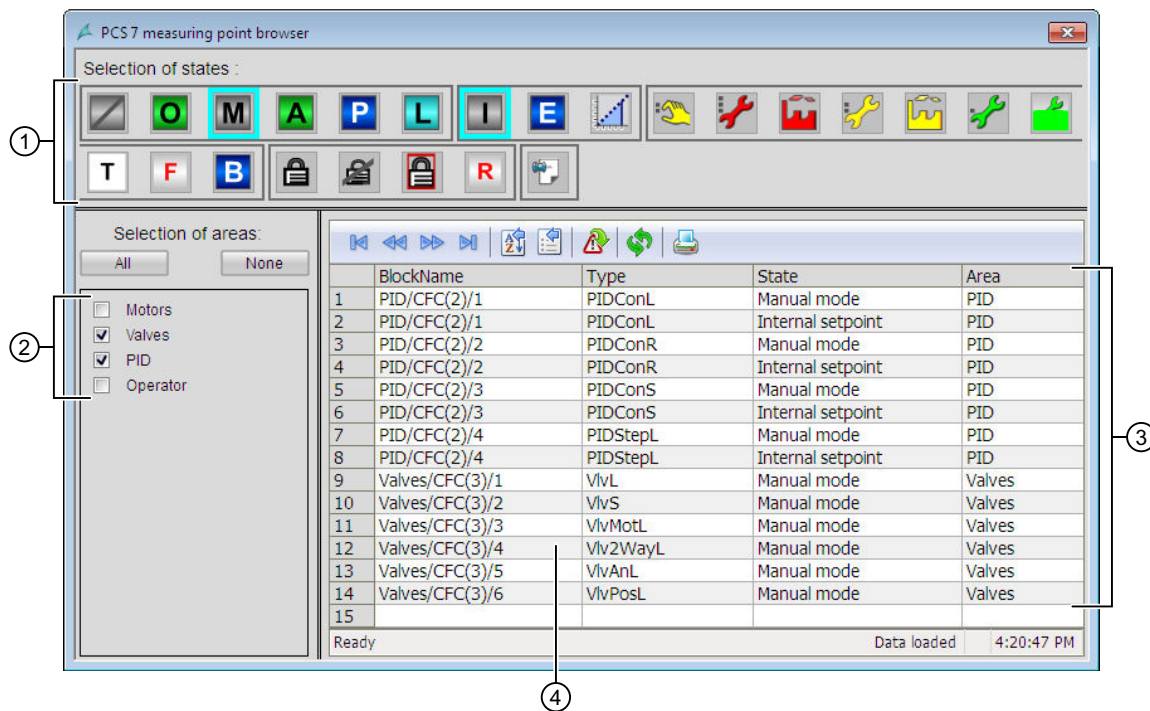 PCS 7 measuring point browser
Selection of states :
O M A P L I E
T F B R
1
Selection of areas:
All None
Motors
Valves
PID
Operator
2
BlockName Type State Area
1 PID/CFC(2)/1 PIDConL Manual mode PID
2 PID/CFC(2)/1 PIDConL Internal setpoint PID
3 PID/CFC(2)/2 PIDConR Manual mode PID
4 PID/CFC(2)/2 PIDConR Internal setpoint PID
5 PID/CFC(2)/3 PIDConS Manual mode PID
6 PID/CFC(2)/3 PIDConS Internal setpoint PID
7 PID/CFC(2)/4 PIDStepL Manual mode PID
8 PID/CFC(2)/4 PIDStepL Internal setpoint PID
9 Valves/CFC(3)/1 VlvL Manual mode Valves
10 Valves/CFC(3)/2 VlvS Manual mode Valves
11 Valves/CFC(3)/3 VlvMotL Manual mode Valves
12 Valves/CFC(3)/4 Vlv2WayL Manual mode Valves
13 Valves/CFC(3)/5 VlvAnL Manual mode Valves
14 Valves/CFC(3)/6 VlvPosL Manual mode Valves
15
Ready Data loaded 4:20:47 PM
3
4